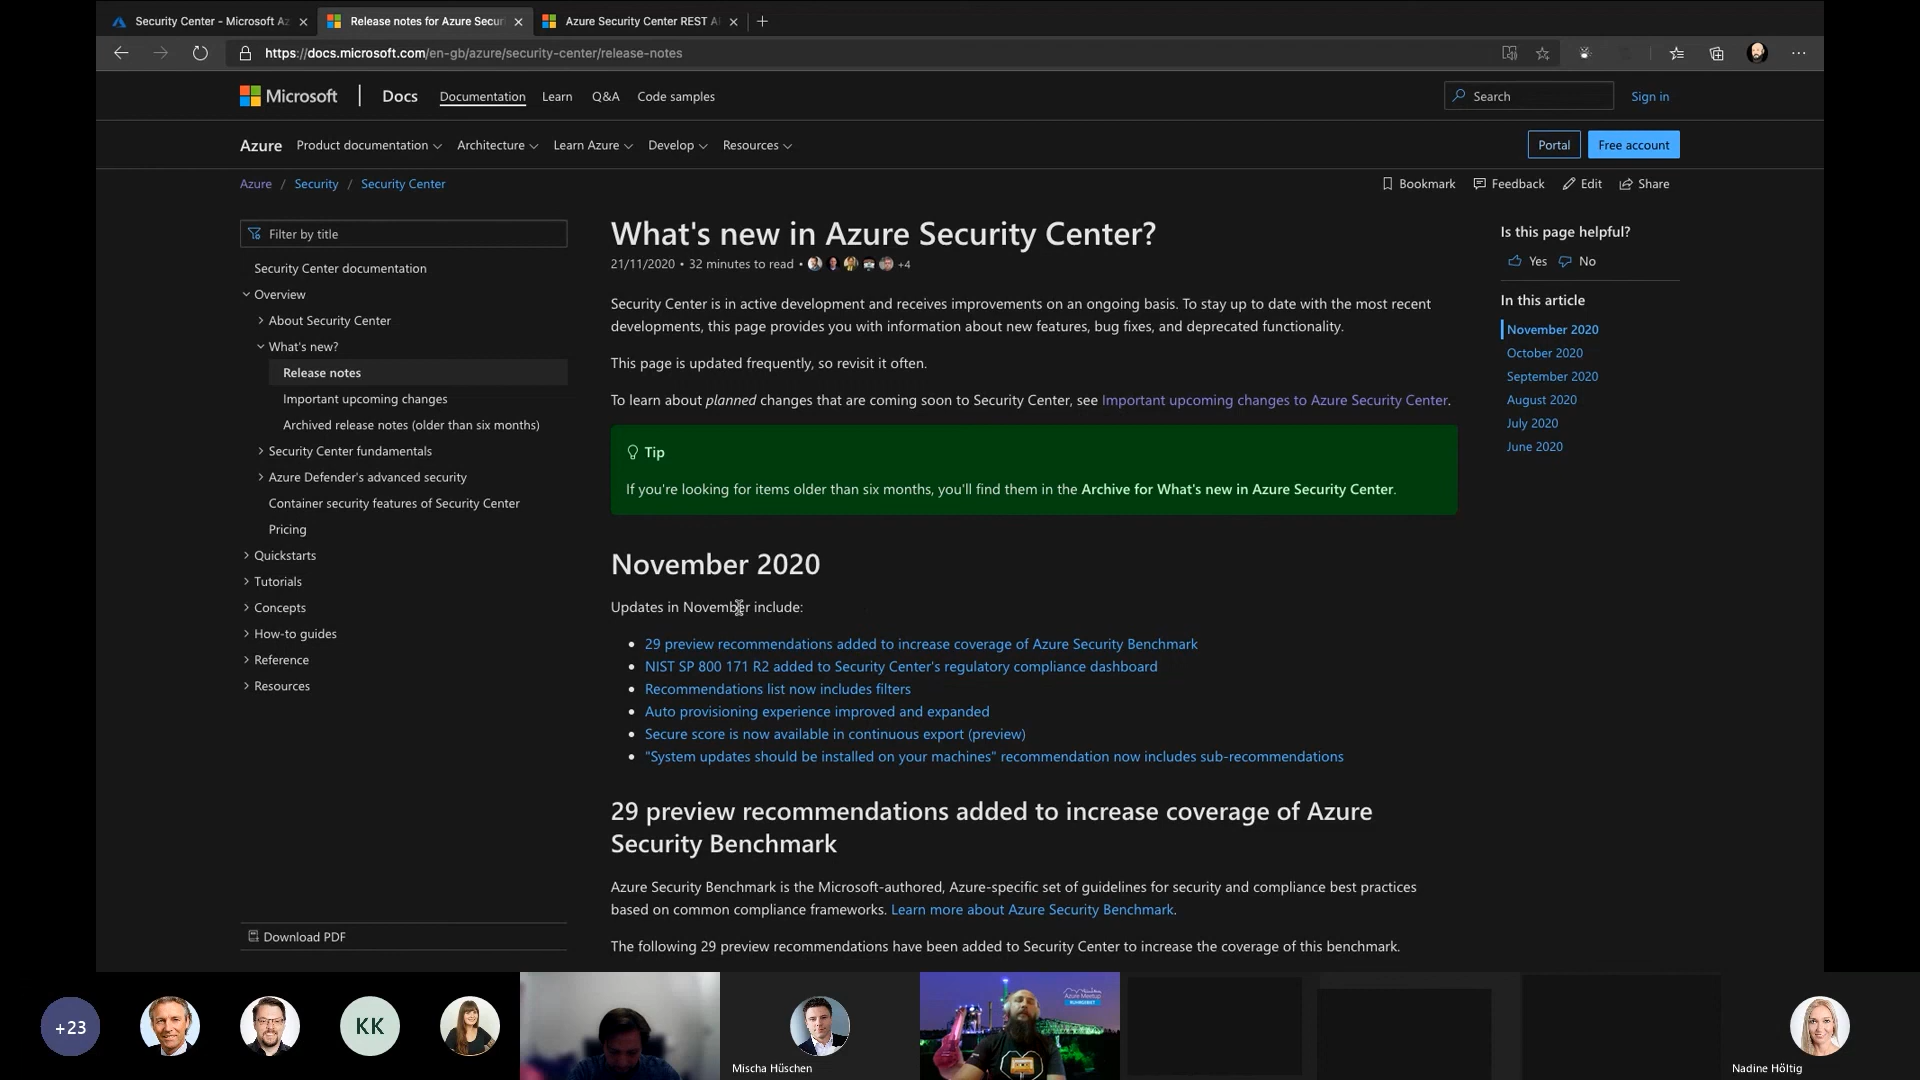 Security Center - Microsoft Az
Release notes for Azure Secur
Azure Security Center REST A
https://docs.microsoft.com/en-gb/azure/security-center/release-notes
Microsoft
Docs
Documentation
Learn
Q&A
Code samples
Search
Sign in
Azure
Product documentation
Architecture
Learn Azure
Develop
Resources
Portal
Free account
Azure / Security / Security Center
Bookmark
Feedback
Edit
Share
Filter by title
Security Center documentation
Overview
About Security Center
What's new?
Release notes
Important upcoming changes
Archived release notes (older than six months)
Security Center fundamentals
Azure Defender's advanced security
Container security features of Security Center
Pricing
Quickstarts
Tutorials
Concepts
How-to guides
Reference
Resources
Download PDF
What's new in Azure Security Center?
21/11/2020 • 32 minutes to read • +4
Security Center is in active development and receives improvements on an ongoing basis. To stay up to date with the most recent
developments, this page provides you with information about new features, bug fixes, and deprecated functionality.
This page is updated frequently, so revisit it often.
To learn about planned changes that are coming soon to Security Center, see Important upcoming changes to Azure Security Center.
Tip
If you're looking for items older than six months, you'll find them in the Archive for What's new in Azure Security Center.
November 2020
Updates in November include:
• 29 preview recommendations added to increase coverage of Azure Security Benchmark
• NIST SP 800 171 R2 added to Security Center's regulatory compliance dashboard
• Recommendations list now includes filters
• Auto provisioning experience improved and expanded
• Secure score is now available in continuous export (preview)
• "System updates should be installed on your machines" recommendation now includes sub-recommendations
29 preview recommendations added to increase coverage of Azure
Security Benchmark
Azure Security Benchmark is the Microsoft-authored, Azure-specific set of guidelines for security and compliance best practices
based on common compliance frameworks. Learn more about Azure Security Benchmark.
The following 29 preview recommendations have been added to Security Center to increase the coverage of this benchmark.
Is this page helpful?
Yes
No
In this article
November 2020
October 2020
September 2020
August 2020
July 2020
June 2020
+23
KK
Mischa Hüschen
Azure Meetup
Nadine Höltig